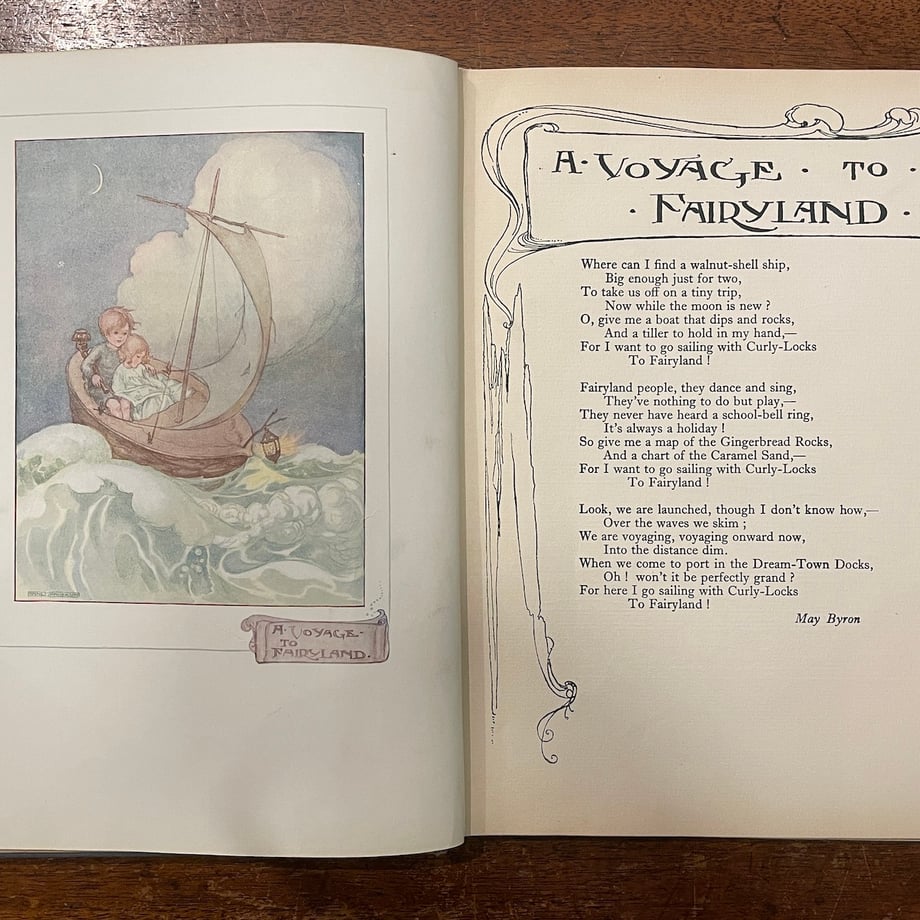 ANNE ANDERSON
A · VOYAGE ·
TO
FAIRYLAND.
A · VOYAGE · TO ·
· FAIRYLAND ·
Where can I find a walnut-shell ship,
Big enough just for two,
To take us off on a tiny trip,
Now while the moon is new ?
O, give me a boat that dips and rocks,
And a tiller to hold in my hand,—
For I want to go sailing with Curly-Locks
To Fairyland !
Fairyland people, they dance and sing,
They've nothing to do but play,—
They never have heard a school-bell ring,
It's always a holiday !
So give me a map of the Gingerbread Rocks,
And a chart of the Caramel Sand,—
For I want to go sailing with Curly-Locks
To Fairyland !
Look, we are launched, though I don't know how,—
Over the waves we skim ;
We are voyaging, voyaging onward now,
Into the distance dim.
When we come to port in the Dream-Town Docks,
Oh ! won't it be perfectly grand ?
For here I go sailing with Curly-Locks
To Fairyland !
May Byron